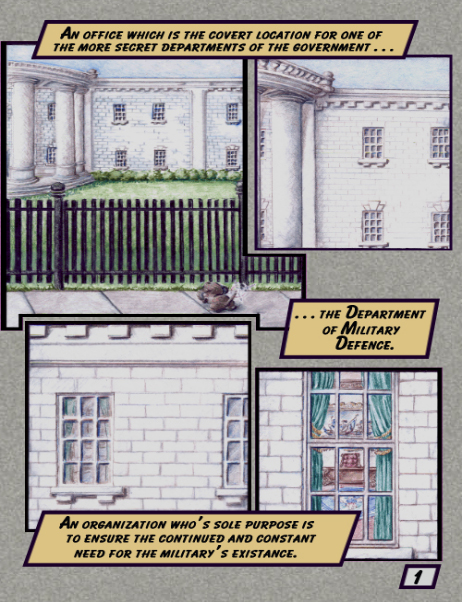 An office which is the covert location for one of
the more secret departments of the government . . .
. . . the Department
of Military
Defence.
An organization who's sole purpose is
to ensure the continued and constant
need for the military's existance.
1